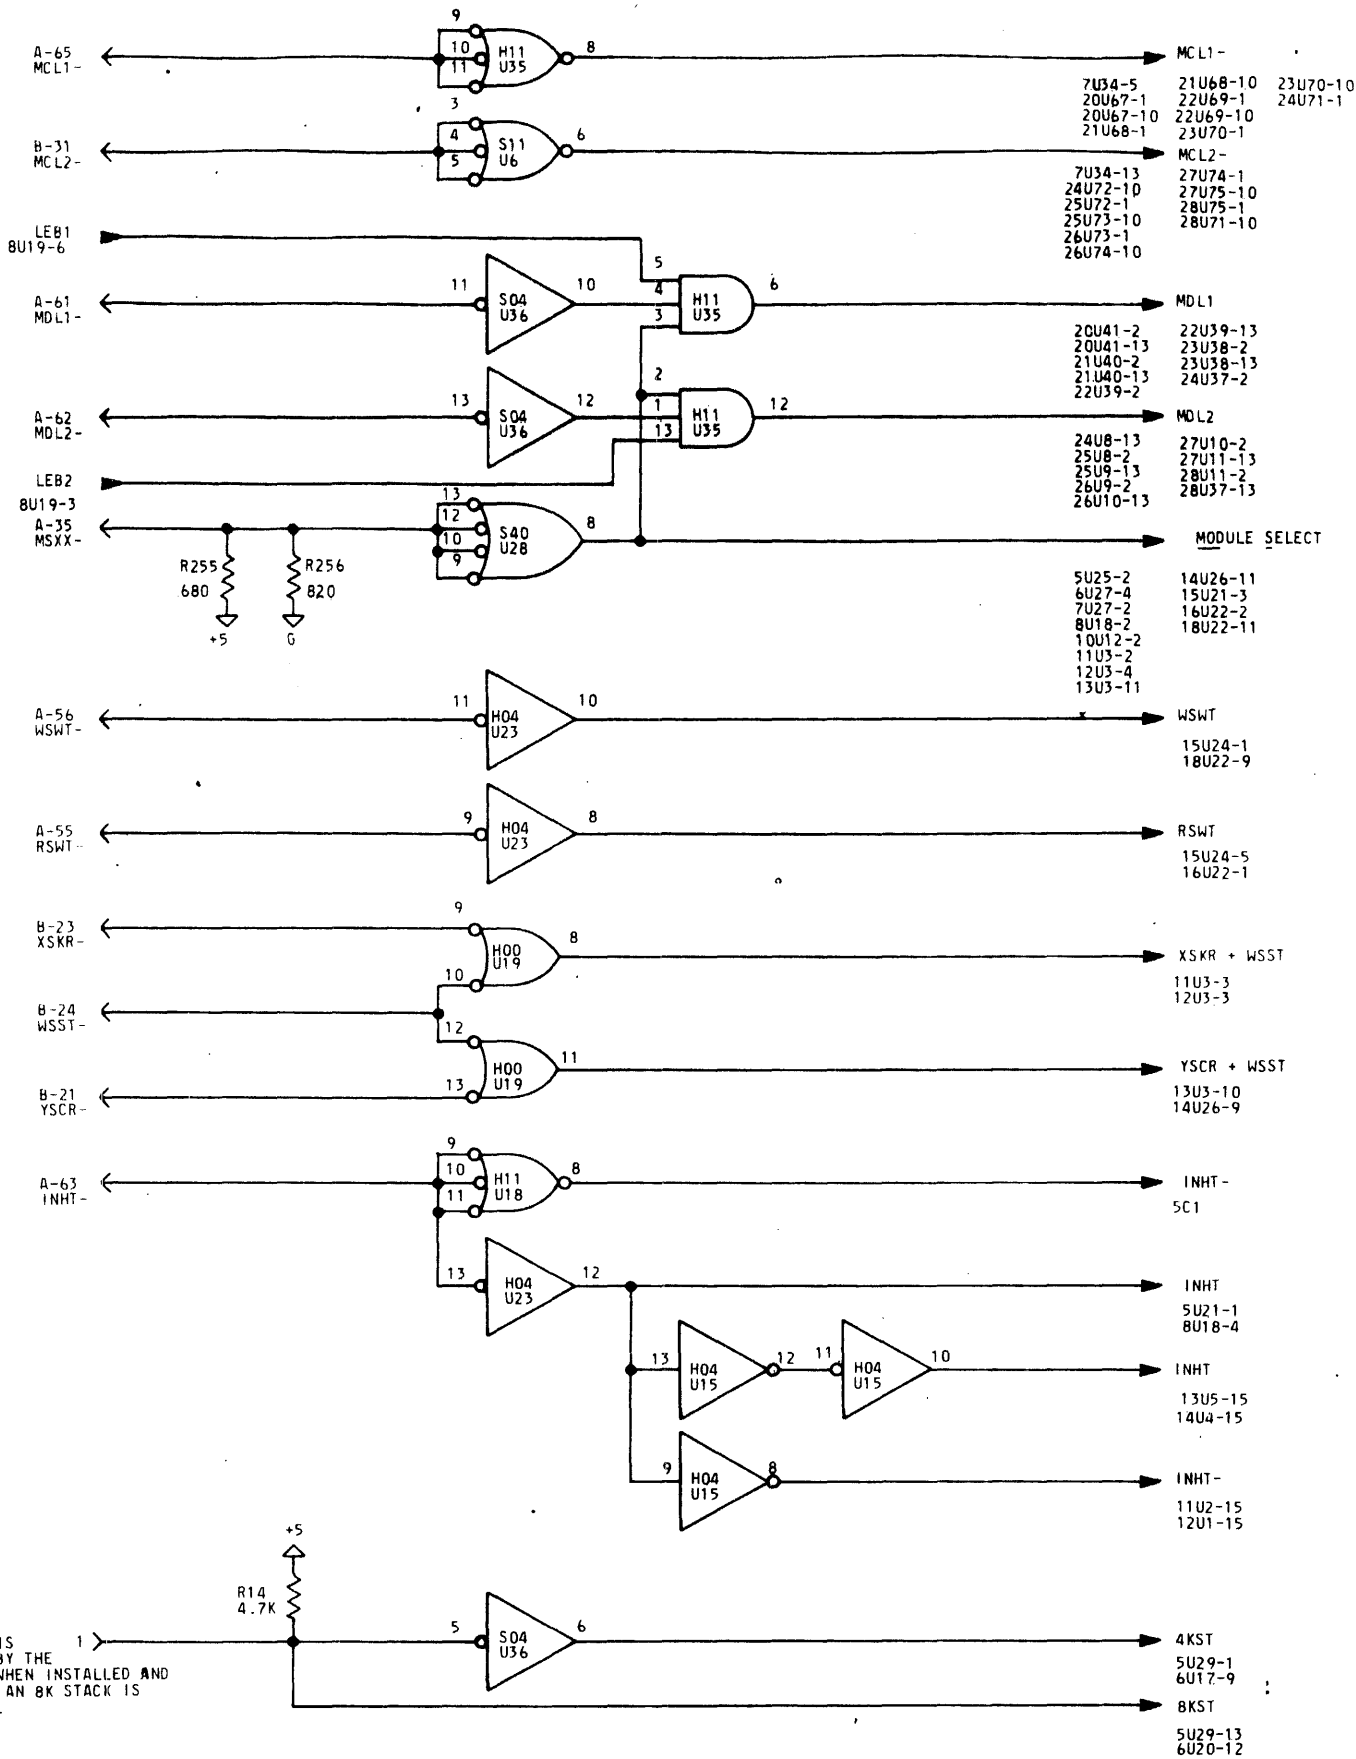 9
A-65
MCL1-
10
11
H11
U35
8
MCL1-
7U34-5 21U68-10 23U70-10
20U67-1 22U69-1 24U71-1
20U67-10 22U69-10
21U68-1 23U70-1
3
B-31
MCL2-
4
5
S11
U6
6
MCL2-
7U34-13 27U74-1
24U72-10 27U75-10
25U72-1 28U75-1
25U73-10 28U71-10
26U73-1
26U74-10
LEB1
8U19-6
A-61
MDL1-
11
S04
U36
10
5
4
3
H11
U35
6
MDL1
20U41-2 22U39-13
20U41-13 23U38-2
21U40-2 23U38-13
21U40-13 24U37-2
22U39-2
A-62
MDL2-
13
S04
U36
12
2
1
13
H11
U35
12
MDL2
24U8-13 27U10-2
25U8-2 27U11-13
25U9-13 28U11-2
26U9-2 28U37-13
26U10-13
LEB2
8U19-3
A-35
MSXX-
13
12
10
9
S40
U28
8
MODULE SELECT
R255
680
+5
R256
820
G
5U25-2 14U26-11
6U27-4 15U21-3
7U27-2 16U22-2
8U18-2 18U22-11
10U12-2
11U3-2
12U3-4
13U3-11
A-56
WSWT-
11
H04
U23
10
WSWT
15U24-1
18U22-9
A-55
RSWT-
9
H04
U23
8
RSWT
15U24-5
16U22-1
B-23
XSKR-
9
10
H00
U19
8
XSKR + WSST
11U3-3
12U3-3
B-24
WSST-
12
13
H00
U19
11
YSCR + WSST
13U3-10
14U26-9
B-21
YSCR-
A-63
INHT-
9
10
11
H11
U18
8
INHT-
5C1
13
H04
U23
12
INHT
5U21-1
8U18-4
13
H04
U15
12
11
H04
U15
10
INHT
13U5-15
14U4-15
9
H04
U15
8
INHT-
11U2-15
12U1-15
+5
R14
4.7K
IS
BY THE
WHEN INSTALLED AND
AN 8K STACK IS
1
5
S04
U36
6
4KST
5U29-1
6U17-9
8KST
5U29-13
6U20-12